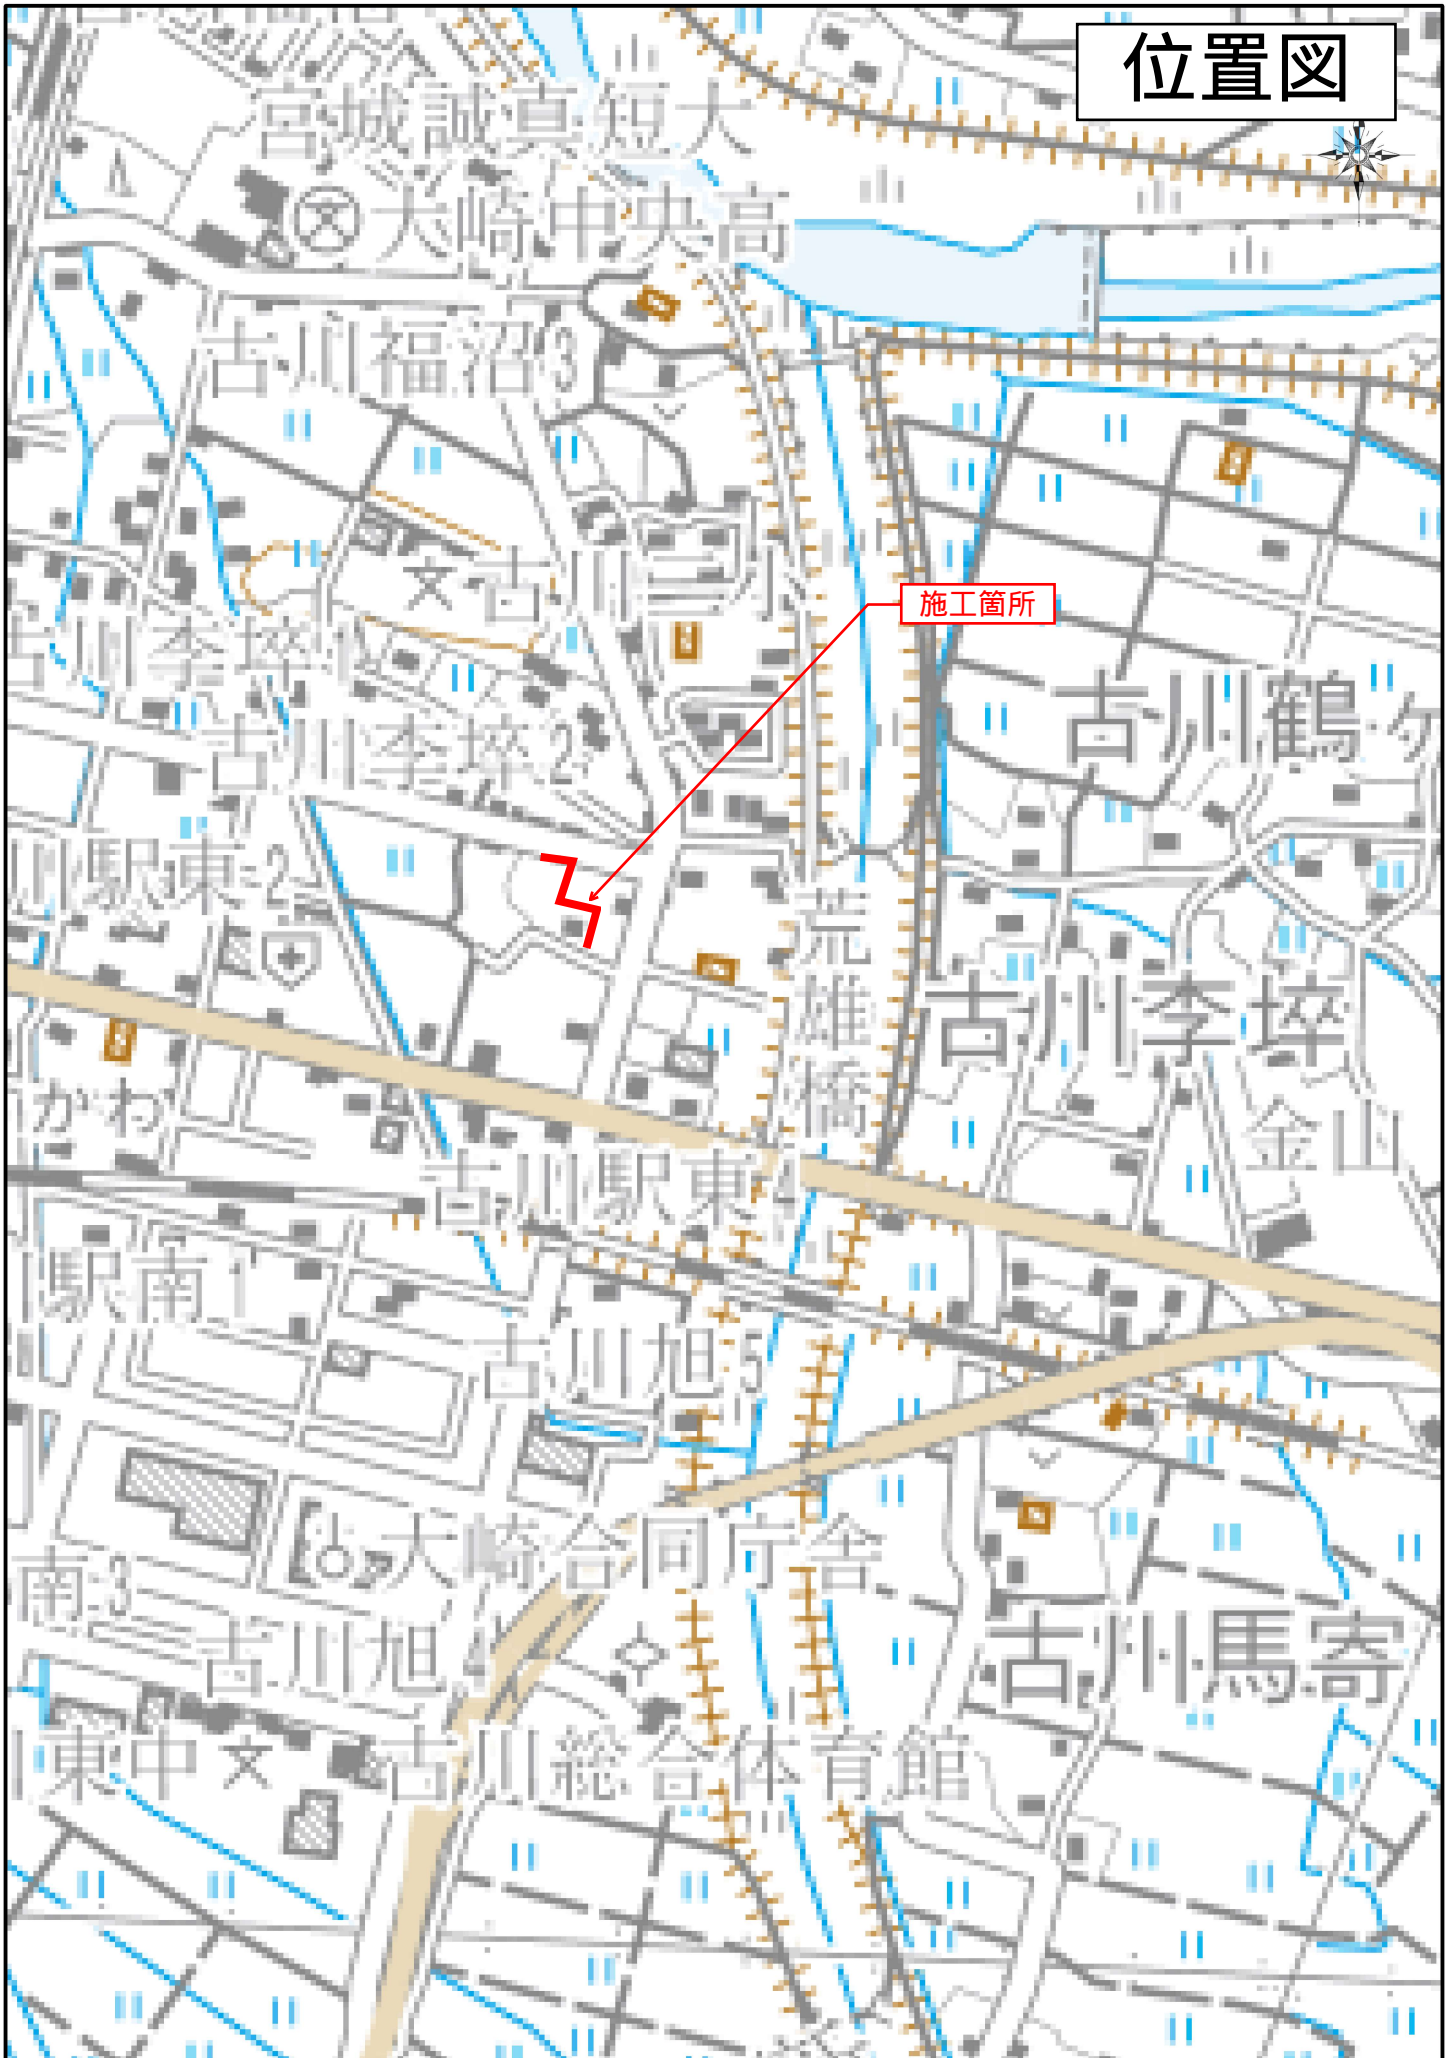 位置図
宮城誠真短大
大崎中央高
古川福沼3
古川二小
施工箇所
古川李埣1
古川鶴ケ
古川李埣2
川駅東2
荒雄橋
古川李埣
かわ
金山
古川駅東4
駅南1
古川旭5
大崎合同庁舎
南3
古川旭4
古川馬寄
東中
古川総合体育館